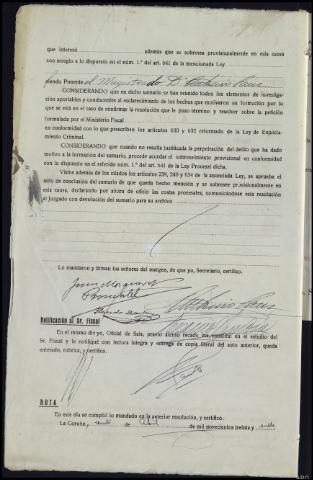 que interesó además que se sobresea provisionalmente en esta causa
con arreglo a lo dispuesto en el núm. 1.º del art. 641 de la mencionada Ley
siendo Ponente el Magistrado D.
CONSIDERANDO que en dicho sumario se han reunido todos los elementos de investiga-
ción aportables y conducentes al esclarecimiento de los hechos que motivaron su formación por lo
que se está en el caso de confirmar la resolución que le puso término y resolver sobre la petición
formulada por el Ministerio Fiscal
en conformidad con lo que prescriben los artículos 630 y 632 reformado de la Ley de Enjuicia-
miento Criminal.
CONSIDERANDO que no resulta justificada la perpetración del delito que ha dado
motivo a la formación del sumario, procede acordar el sobreseimiento provisional en conformidad
con lo dispuesto en el referido núm. 1.º del art. 641 de la Ley Procesal dicha.
Vistos además de los citados los artículos 239, 240 y 634 de la mencionada Ley, se aprueba el
auto de conclusión del sumario de que queda hecho mención y se sobresee provisionalmente en
esta causa, declarando por ahora de oficio las costas procesales, comunicándose esta resolución
al Juzgado con devolución del sumario para su archivo
Lo mandaron y firman los señores del margen, de que yo, Secretario, certifico.
Pimentel
Notificación al Sr. Fiscal
En el mismo día yo, Oficial de Sala, previo recado me constituí en el estudio del
Sr. Fiscal y le notifiqué con lectura íntegra y entrega de copia literal del auto anterior, queda
enterado, rubrica, y certifico.
NOTA
En este día se cumplió lo mandado en la anterior resolución, y certifico.
La Coruña, de Abril de mil novecientos treinta y